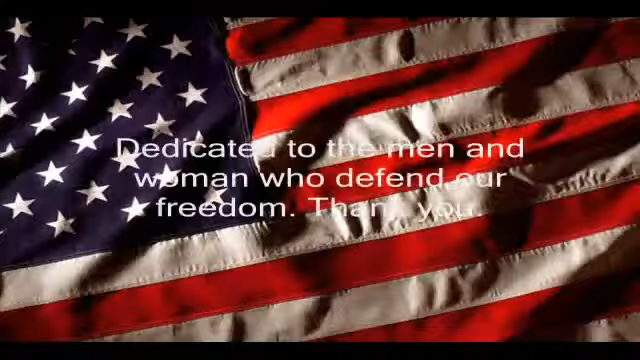 Dedicated to the men and
woman who defend our
freedom. Thank you.